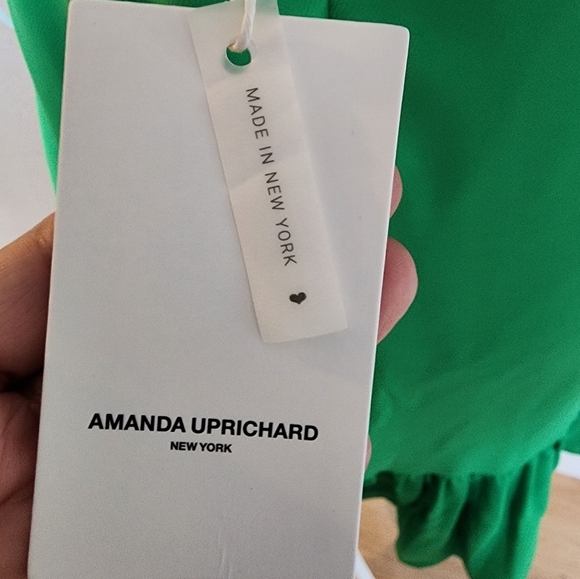 MADE IN NEW YORK ❤
AMANDA UPRICHARD
NEW YORK